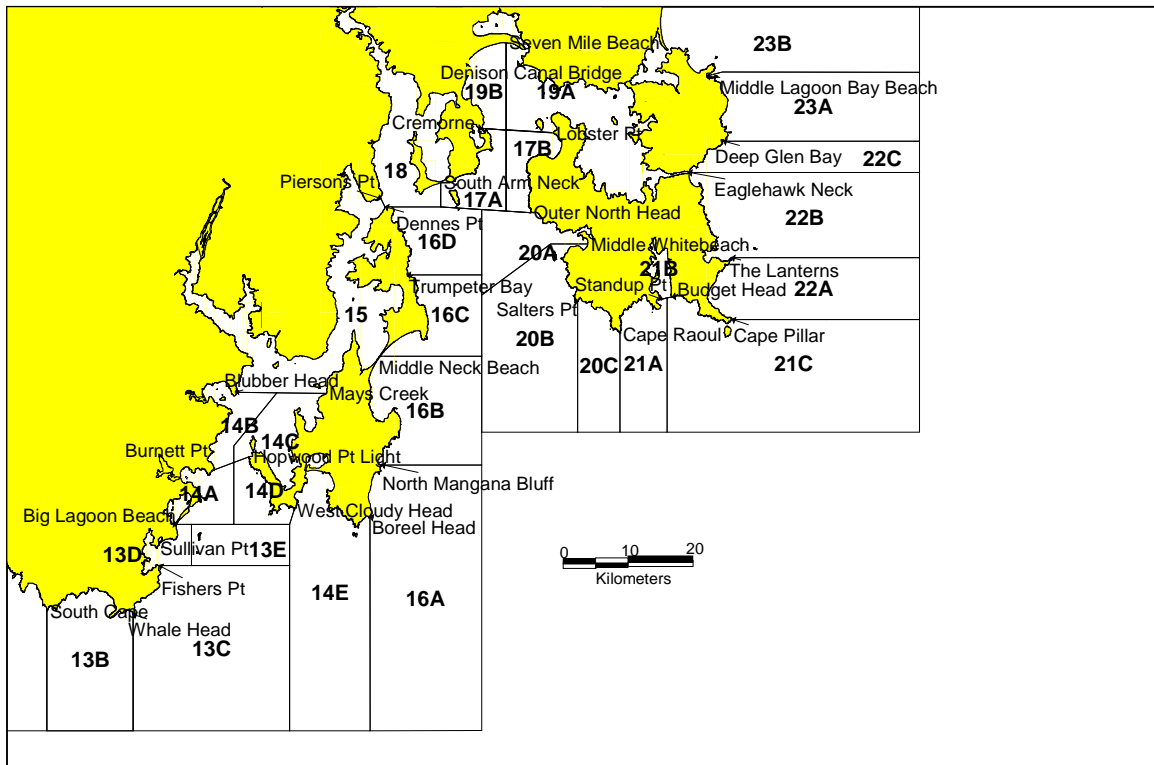 23B
Seven Mile Beach
Denison Canal Bridge
Middle Lagoon Bay Beach
19B
19A
23A
Cremorne
Lobster Pt
17B
Deep Glen Bay
22C
18
Piersons Pt
South Arm Neck
Eaglehawk Neck
17A
Outer North Head
22B
Dennes Pt
16D
20A
Middle Whitebeach
21B
The Lanterns
Trumpeter Bay
Standup Pt
Budget Head
22A
15
16C
Salters Pt
20B
Cape Raoul
Cape Pillar
20C
21A
21C
Middle Neck Beach
Blubber Head
Mays Creek
16B
14B
14C
Burnett Pt
Hopwood Pt Light
North Mangana Bluff
14A
14D
Big Lagoon Beach
West Cloudy Head
Boreel Head
13D
Sullivan Pt
13E
0 10 20
Kilometers
Fishers Pt
14E
16A
South Cape
Whale Head
13C
13B